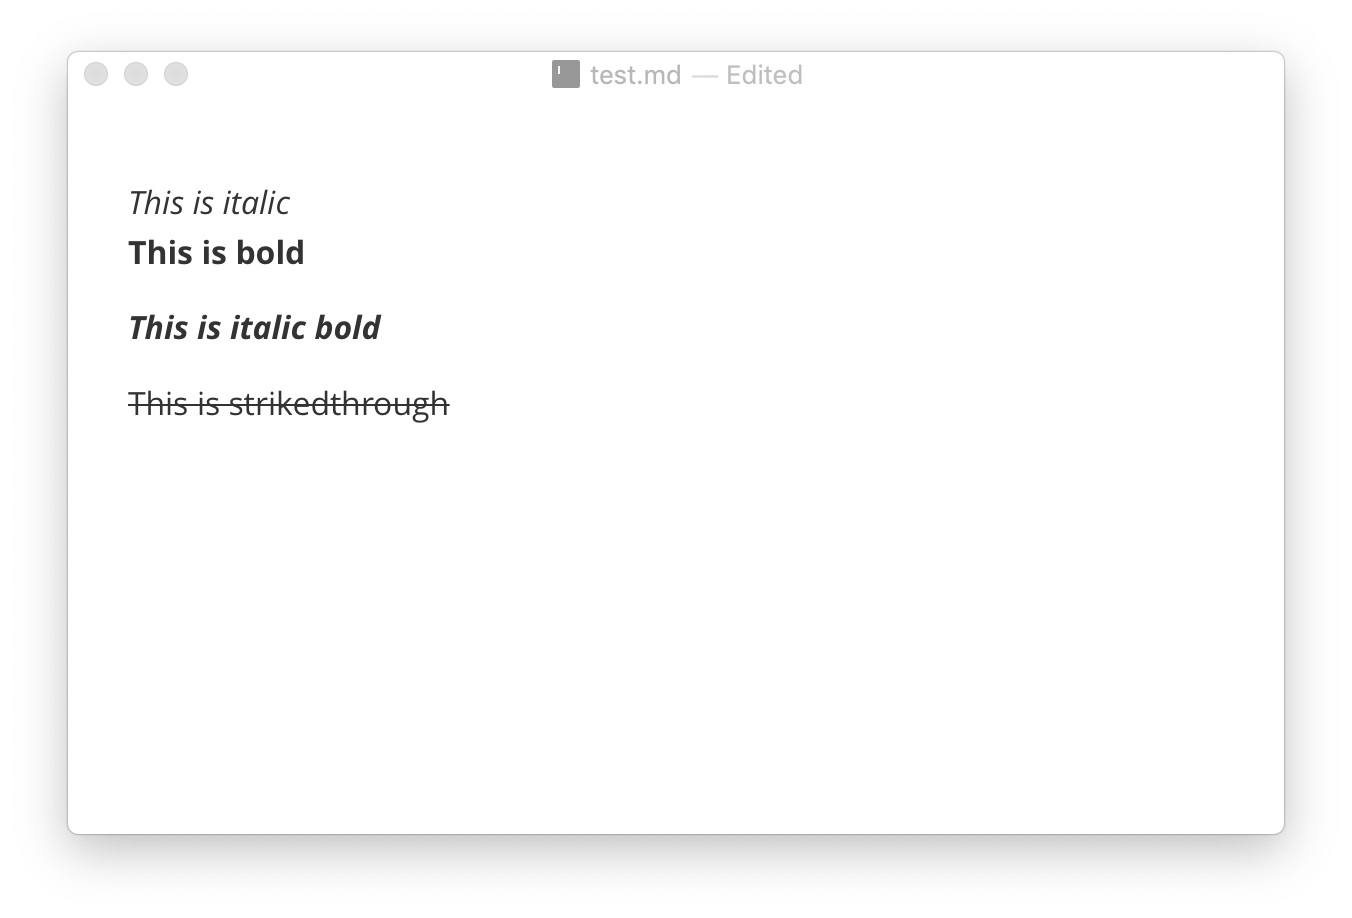 test.md — Edited
This is italic
This is bold
This is italic bold
This is strikedthrough